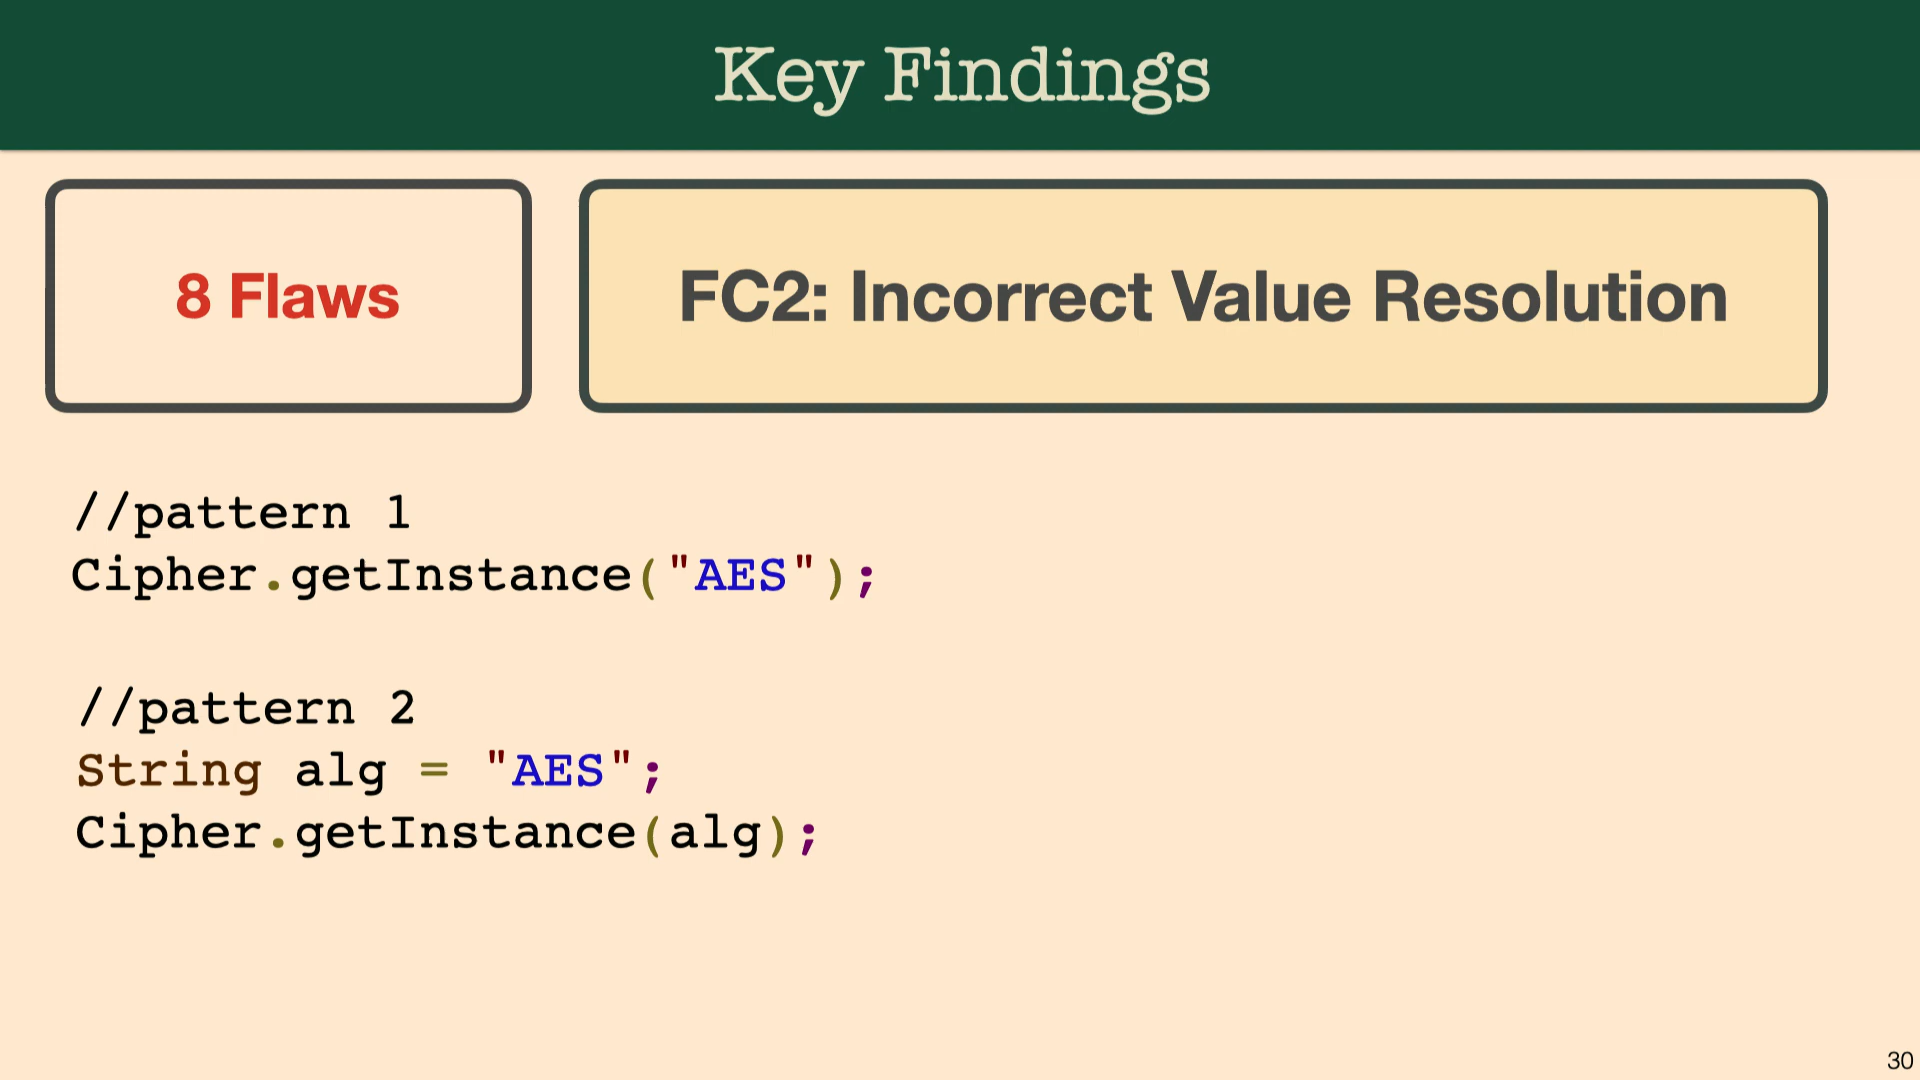 Key Findings
8 Flaws
FC2: Incorrect Value Resolution
//pattern 1
Cipher.getInstance("AES");
//pattern 2
String alg = "AES";
Cipher.getInstance(alg);
30